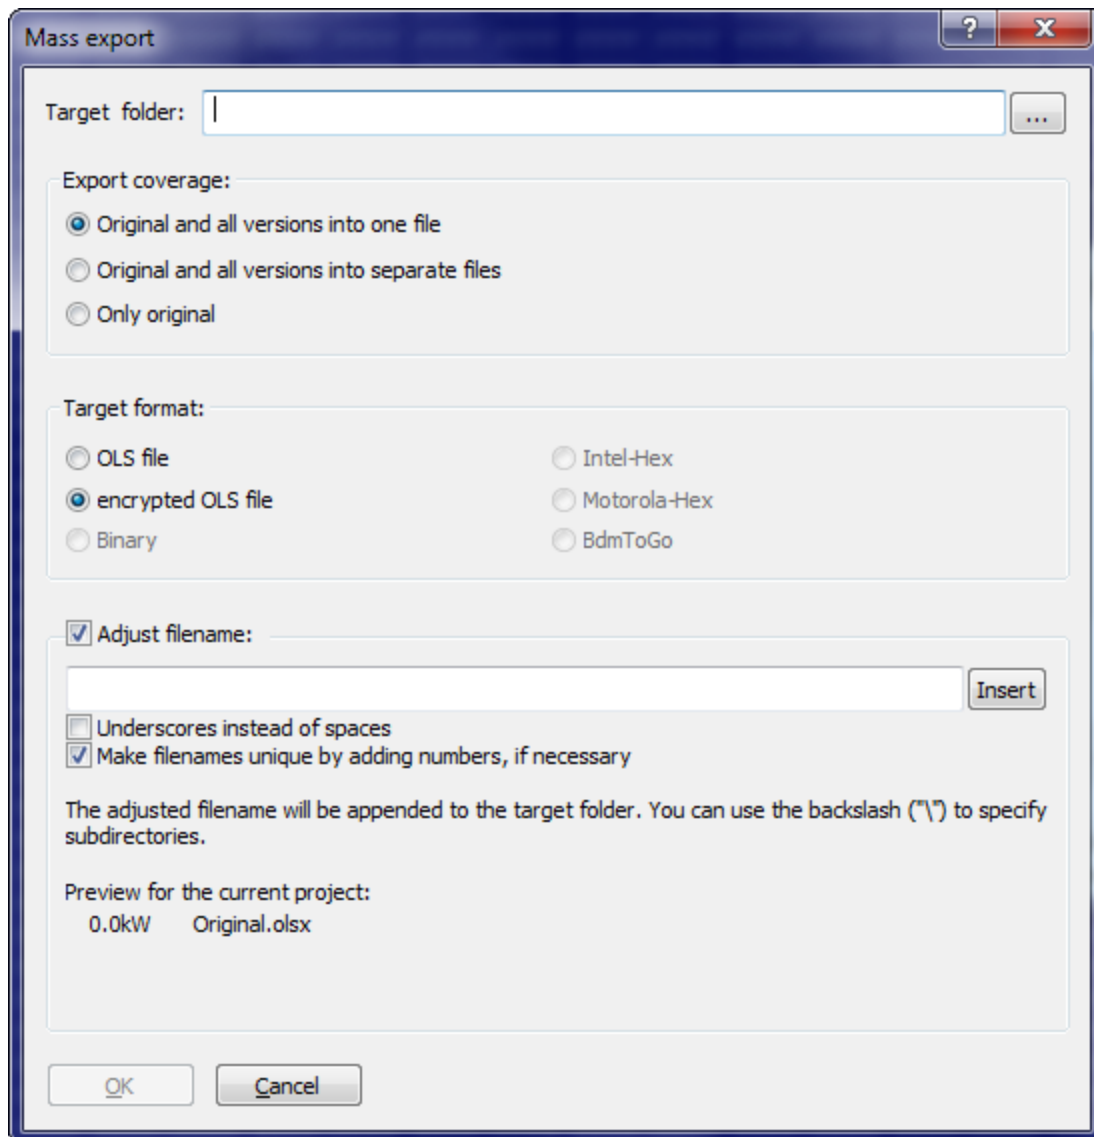 Mass export
?
X
Target folder:
...
Export coverage:
Original and all versions into one file
Original and all versions into separate files
Only original
Target format:
OLS file
Intel-Hex
encrypted OLS file
Motorola-Hex
Binary
BdmToGo
Adjust filename:
Insert
Underscores instead of spaces
Make filenames unique by adding numbers, if necessary
The adjusted filename will be appended to the target folder. You can use the backslash ("\") to specify
subdirectories.
Preview for the current project:
0.0kW Original.olsx
OK Cancel